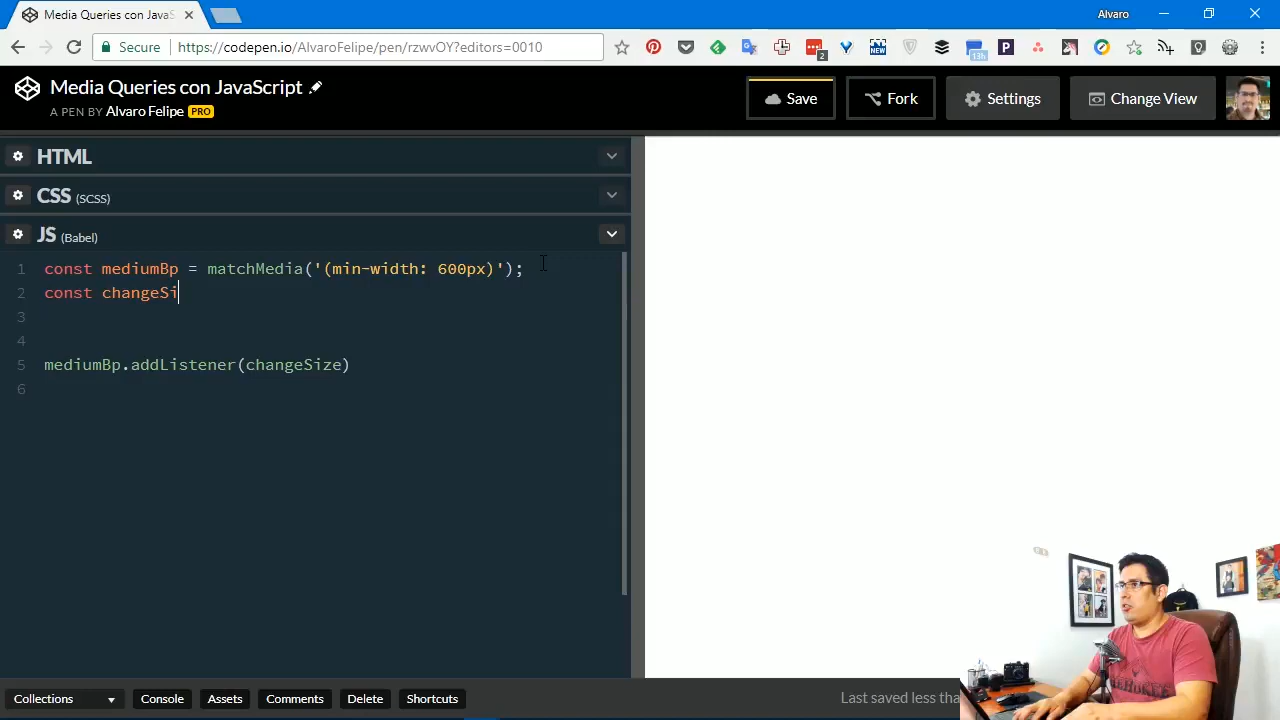 Media Queries con JavaS
Alvaro
Secure
https://codepen.io/AlvaroFelipe/pen/rzwvOY?editors=0010
2
NEW
13h
P
Media Queries con JavaScript
A PEN BY Alvaro Felipe PRO
Save
Fork
Settings
Change View
HTML
CSS (SCSS)
JS (Babel)
1 const mediumBp = matchMedia('(min-width: 600px)');
2 const changeSi
3
4
5 mediumBp.addListener(changeSize)
6
Collections
Console
Assets
Comments
Delete
Shortcuts
Last saved less tha